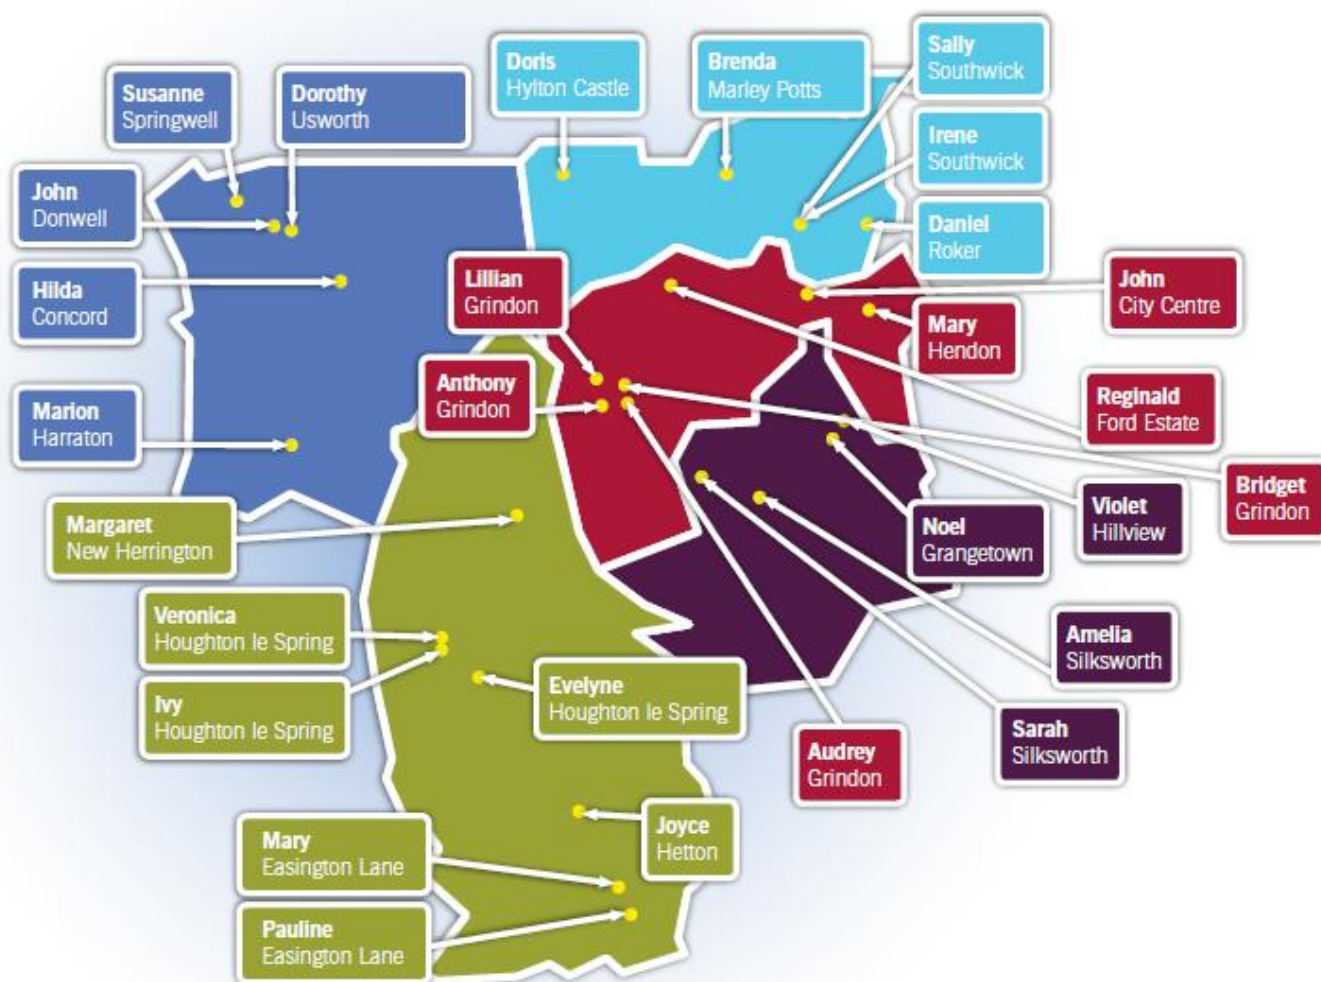 Susanne
Springwell
Dorothy
Usworth
John
Donwell
Hilda
Concord
Marion
Harraton
Doris
Hylton Castle
Brenda
Marley Potts
Sally
Southwick
Irene
Southwick
Daniel
Roker
Lillian
Grindon
Anthony
Grindon
John
City Centre
Mary
Hendon
Reginald
Ford Estate
Bridget
Grindon
Violet
Hillview
Noel
Grangetown
Amelia
Silksworth
Sarah
Silksworth
Audrey
Grindon
Margaret
New Herrington
Veronica
Houghton le Spring
Ivy
Houghton le Spring
Evelyne
Houghton le Spring
Joyce
Hetton
Mary
Easington Lane
Pauline
Easington Lane